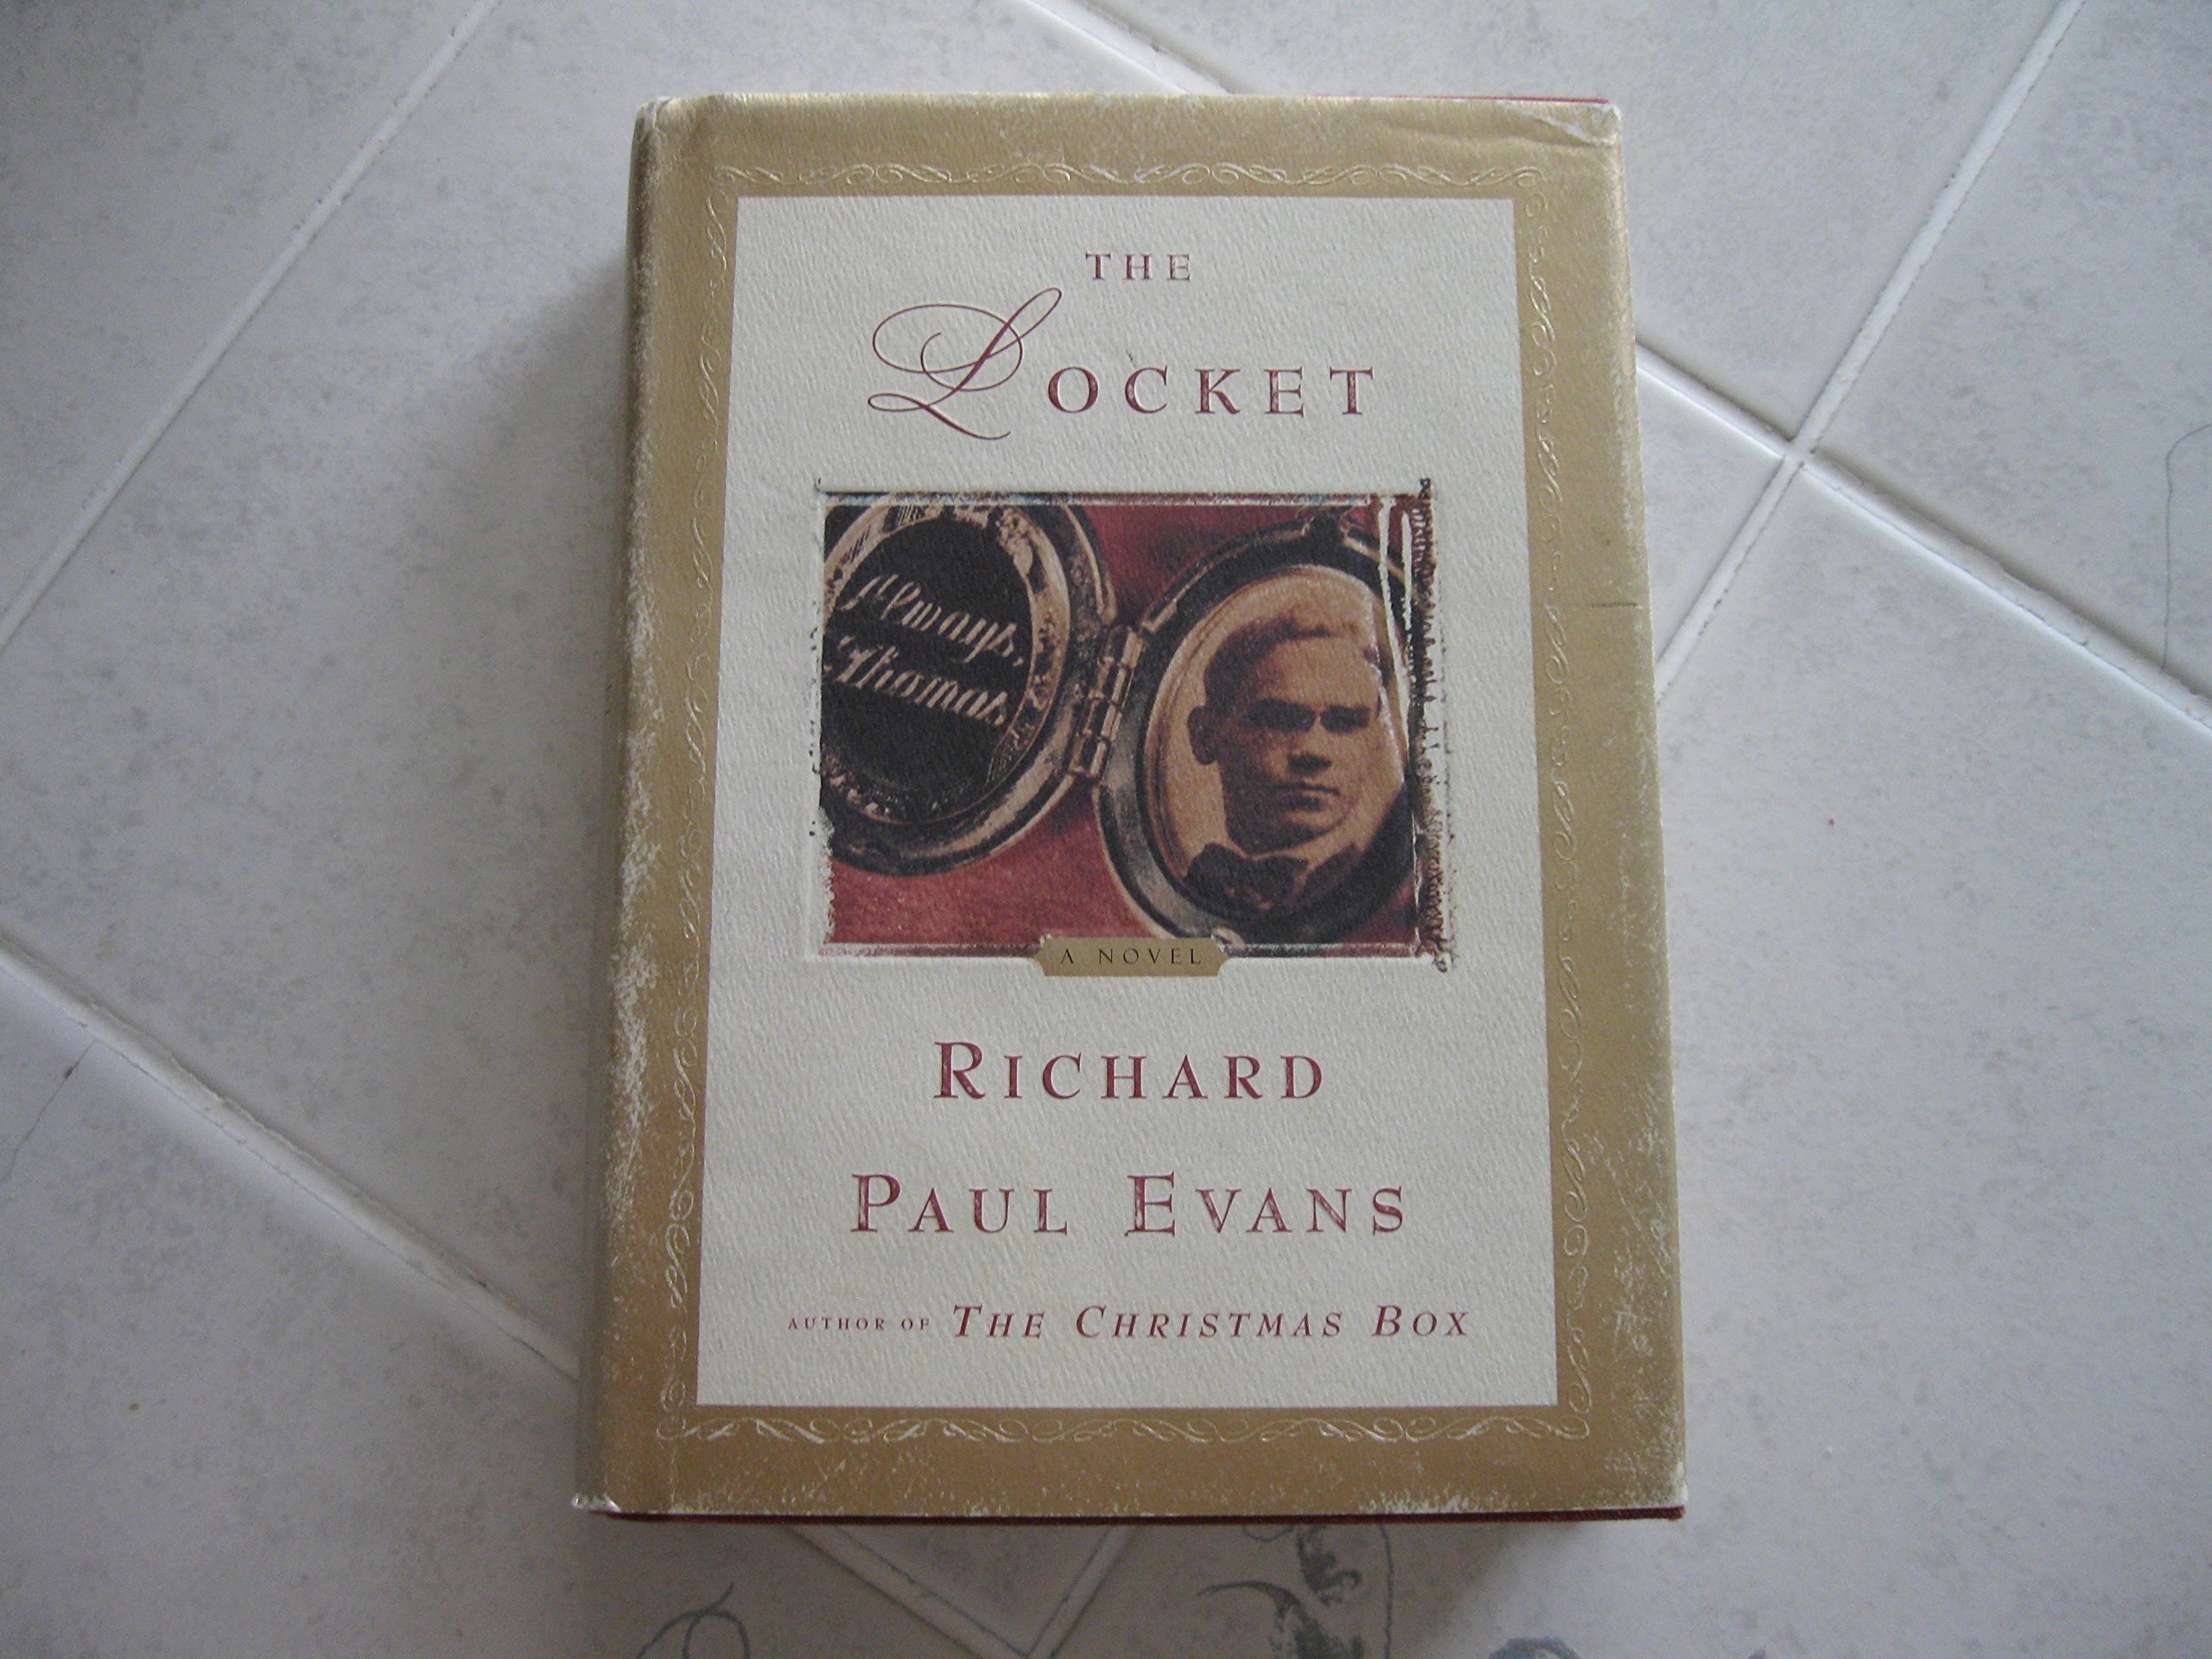 THE
LOCKET
Always,
Thomas
A NOVEL
RICHARD
PAUL EVANS
AUTHOR OF THE CHRISTMAS BOX